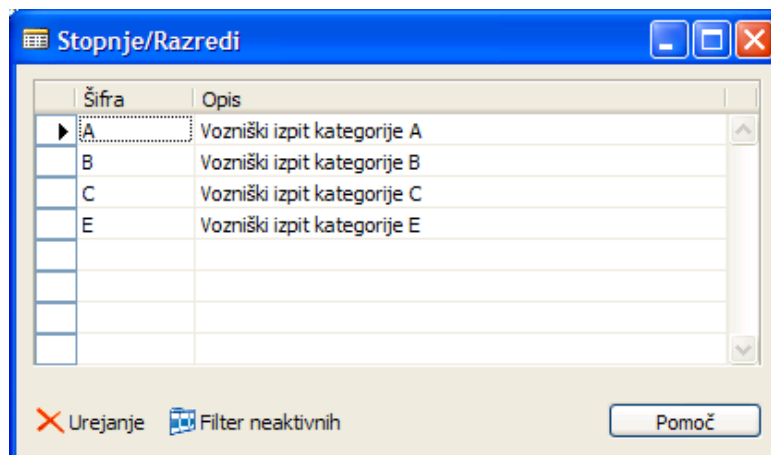 Stopnje/Razredi
Šifra Opis
A Vozniški izpit kategorije A
B Vozniški izpit kategorije B
C Vozniški izpit kategorije C
E Vozniški izpit kategorije E
Urejanje Filter neaktivnih Pomoč